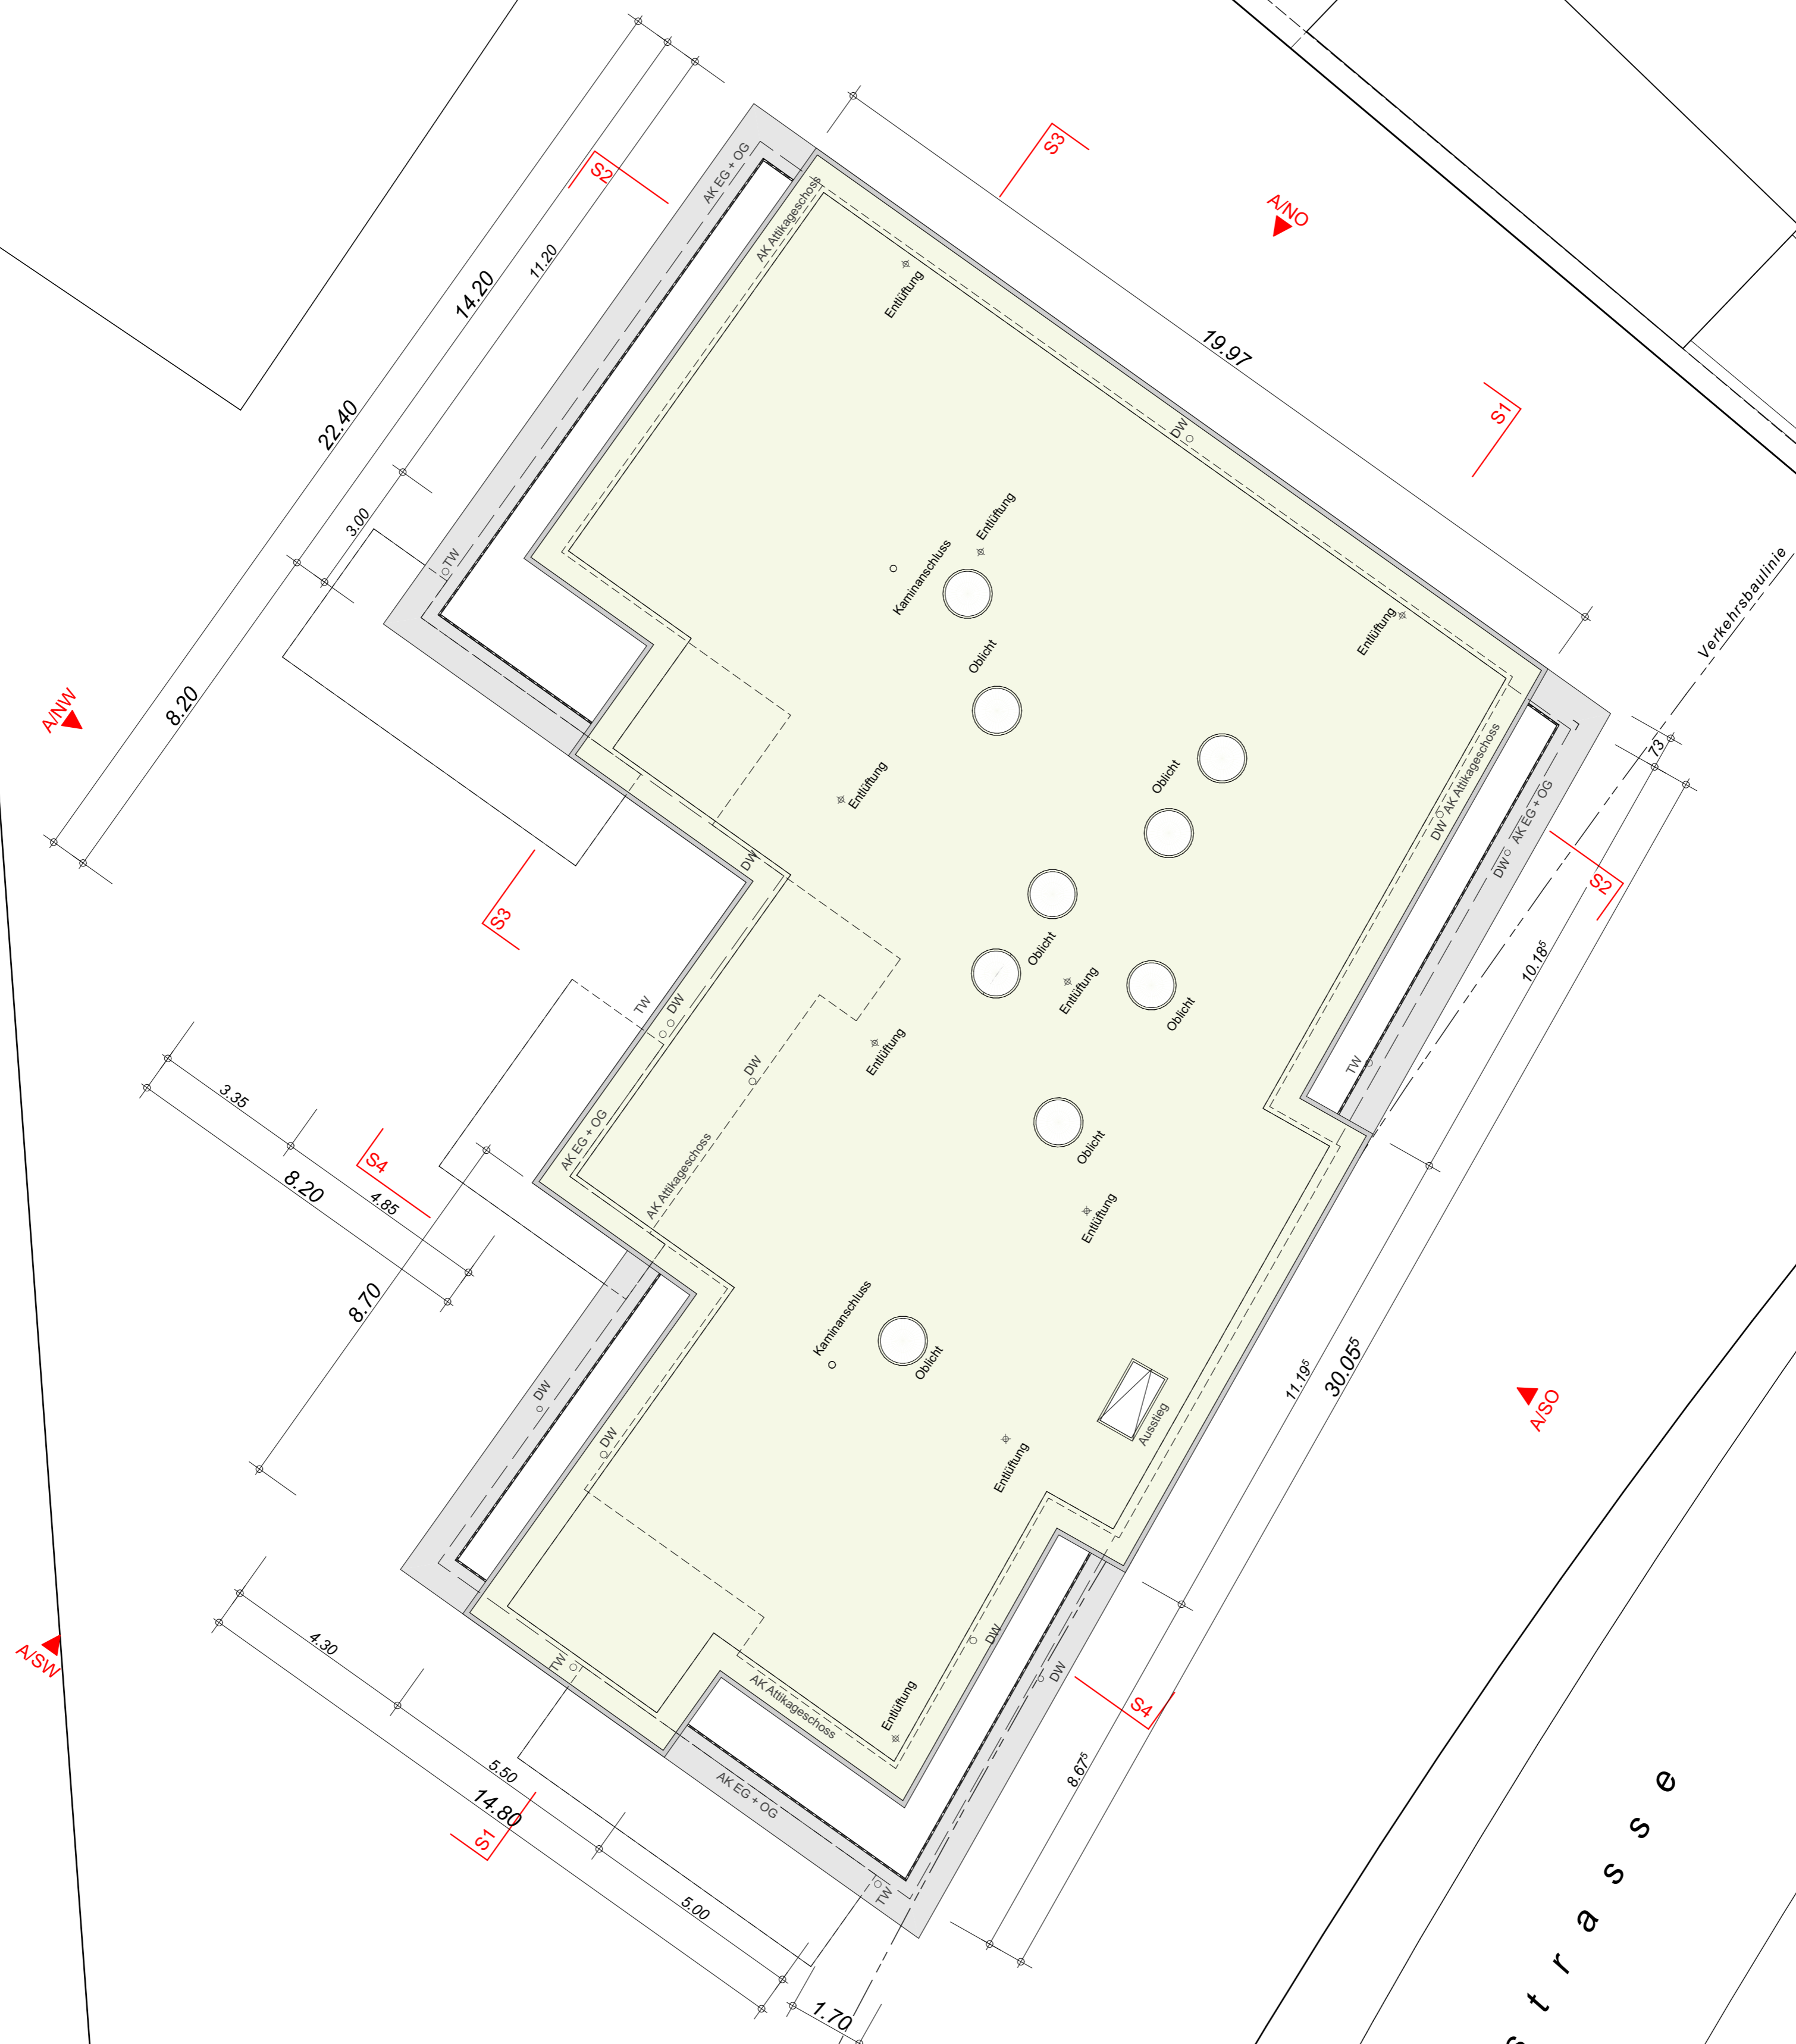 S3
A/NO
S2
AK EG + OG
AK Attikageschoss
14.20
11.20
Entlüftung
19.97
22.40
DW
S1
3.00
TW
Entlüftung
Kaminanschluss
Oblicht
Entlüftung
Verkehrsbaulinie
A/NW
8.20
Entlüftung
Oblicht
73
DW
AK Attikageschoss
DW
AK EG + OG
S2
DW
S3
Oblicht
Entlüftung
10.18⁵
TW
DW
Oblicht
Entlüftung
DW
TW
3.35
8.20
4.85
S4
AK EG + OG
AK Attikageschoss
Oblicht
Entlüftung
8.70
Kaminanschluss
Oblicht
11.19⁵
30.05⁵
DW
DW
Ausstieg
A/SO
Entlüftung
A/SW
4.30
TW
AK Attikageschoss
DW
DW
Entlüftung
S4
5.50
14.80
S1
AK EG + OG
8.67⁵
5.00
TW
1.70
strasse